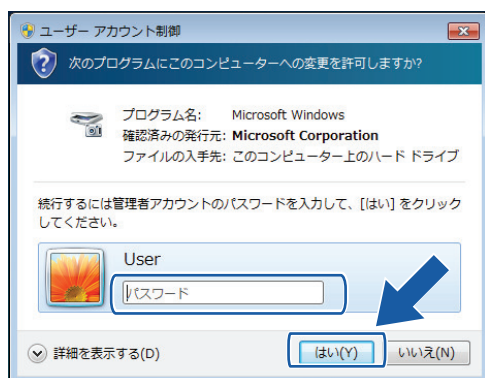 ユーザー アカウント制御
次のプログラムにこのコンピューターへの変更を許可しますか?
プログラム名: Microsoft Windows
確認済みの発行元: Microsoft Corporation
ファイルの入手先: このコンピューター上のハード ドライブ
続行するには管理者アカウントのパスワードを入力して、[はい] をクリック
してください。
User
パスワード
詳細を表示する(D)
はい(Y)
いいえ(N)